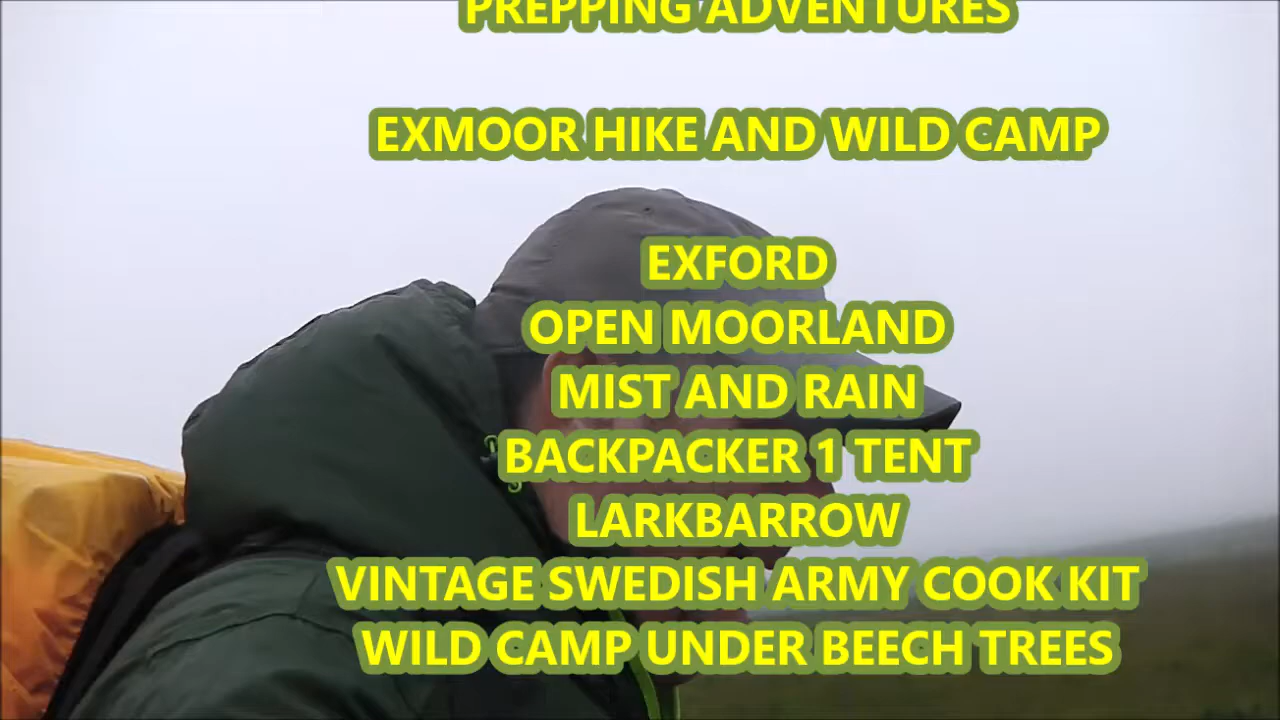 PREPPING ADVENTURES
EXMOOR HIKE AND WILD CAMP
EXFORD
OPEN MOORLAND
MIST AND RAIN
BACKPACKER 1 TENT
LARKBARROW
VINTAGE SWEDISH ARMY COOK KIT
WILD CAMP UNDER BEECH TREES